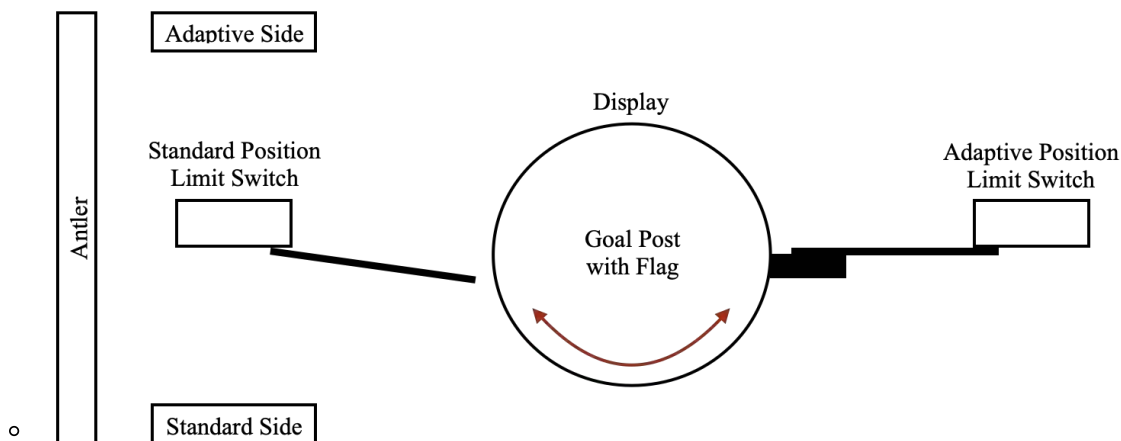 Adaptive Side
Display
Standard Position
Limit Switch
Adaptive Position
Limit Switch
Antler
Goal Post
with Flag
Standard Side